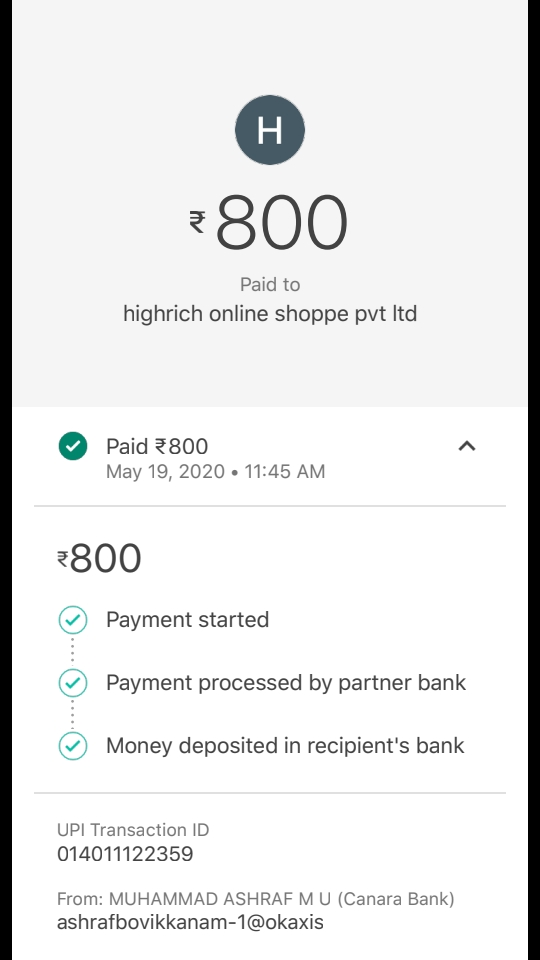 H
₹800
Paid to
highrich online shoppe pvt ltd
Paid ₹800
May 19, 2020 • 11:45 AM
₹800
Payment started
Payment processed by partner bank
Money deposited in recipient's bank
UPI Transaction ID
014011122359
From: MUHAMMAD ASHRAF M U (Canara Bank)
ashrafbovikkanam-1@okaxis